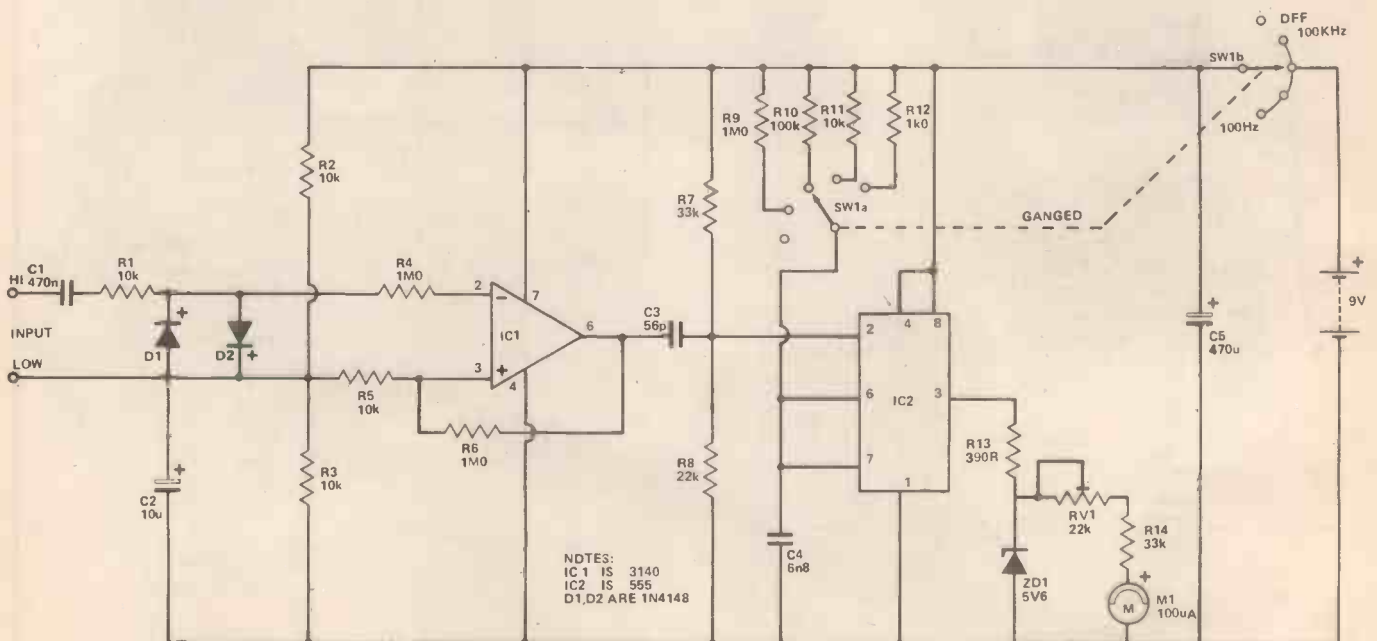 DFF
100KHz
SW1b
100Hz
R9
1M0
R10
100k
R11
10k
R12
1k0
R2
10k
R7
33k
SW1a
GANGED
C1
HI 470n
R1
10k
R4
1M0
2
-
7
IC1
6
C3
56p
2
4
8
+
9V
C5
470u
+
INPUT
D1
+
D2
+
LOW
3
+
4
R5
10k
6
IC2
3
R6
1M0
R3
10k
R8
22k
7
1
R13
390R
C2
10u
+
RV1
22k
R14
33k
C4
6n8
ZD1
5V6
+
M
M1
100uA
NDTES:
IC 1 IS 3140
IC2 IS 555
D1,D2 ARE 1N4148